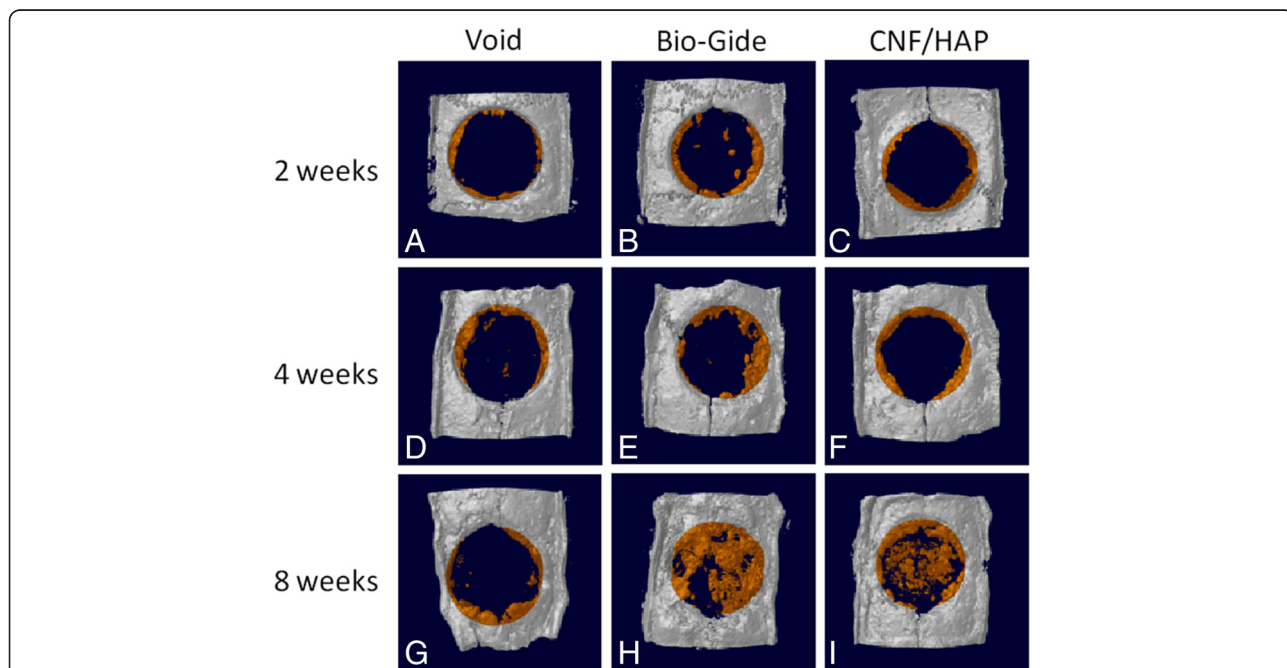 Void Bio-Gide CNF/HAP
2 weeks
A B C
4 weeks
D E F
8 weeks
G H I